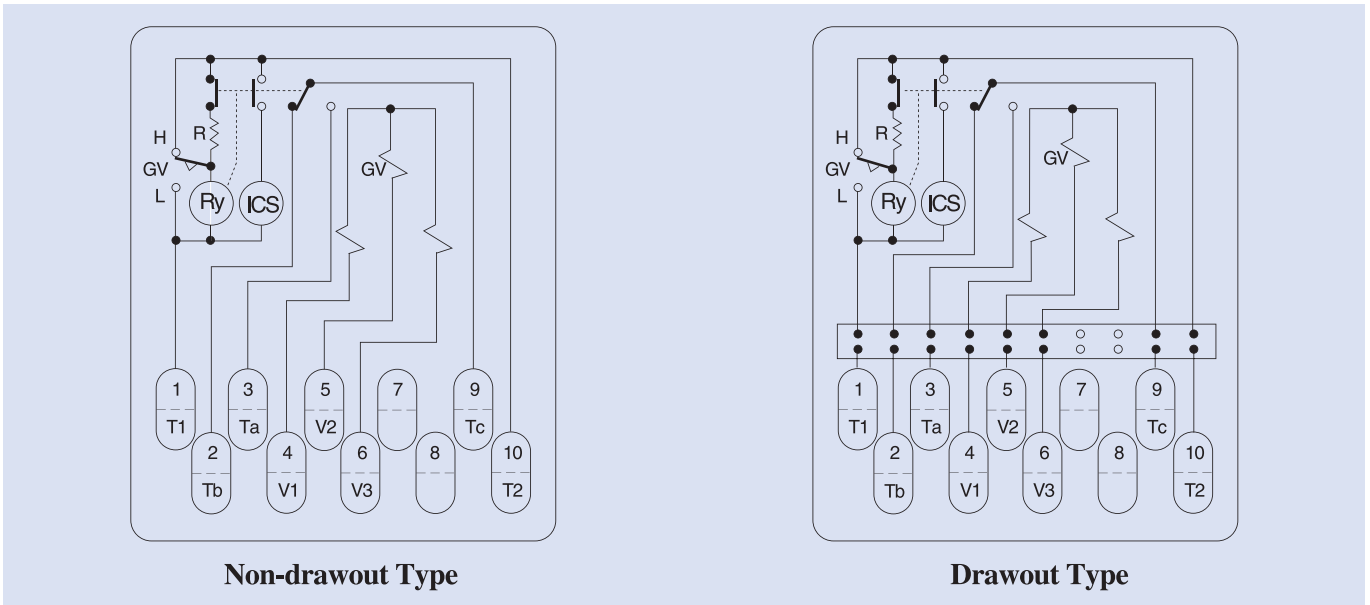 H
R
GV
L
Ry
ICS
GV
1
T1
3
Ta
5
V2
7
9
Tc
2
Tb
4
V1
6
V3
8
10
T2
Non-drawout Type
H
R
GV
L
Ry
ICS
GV
1
T1
3
Ta
5
V2
7
9
Tc
2
Tb
4
V1
6
V3
8
10
T2
Drawout Type